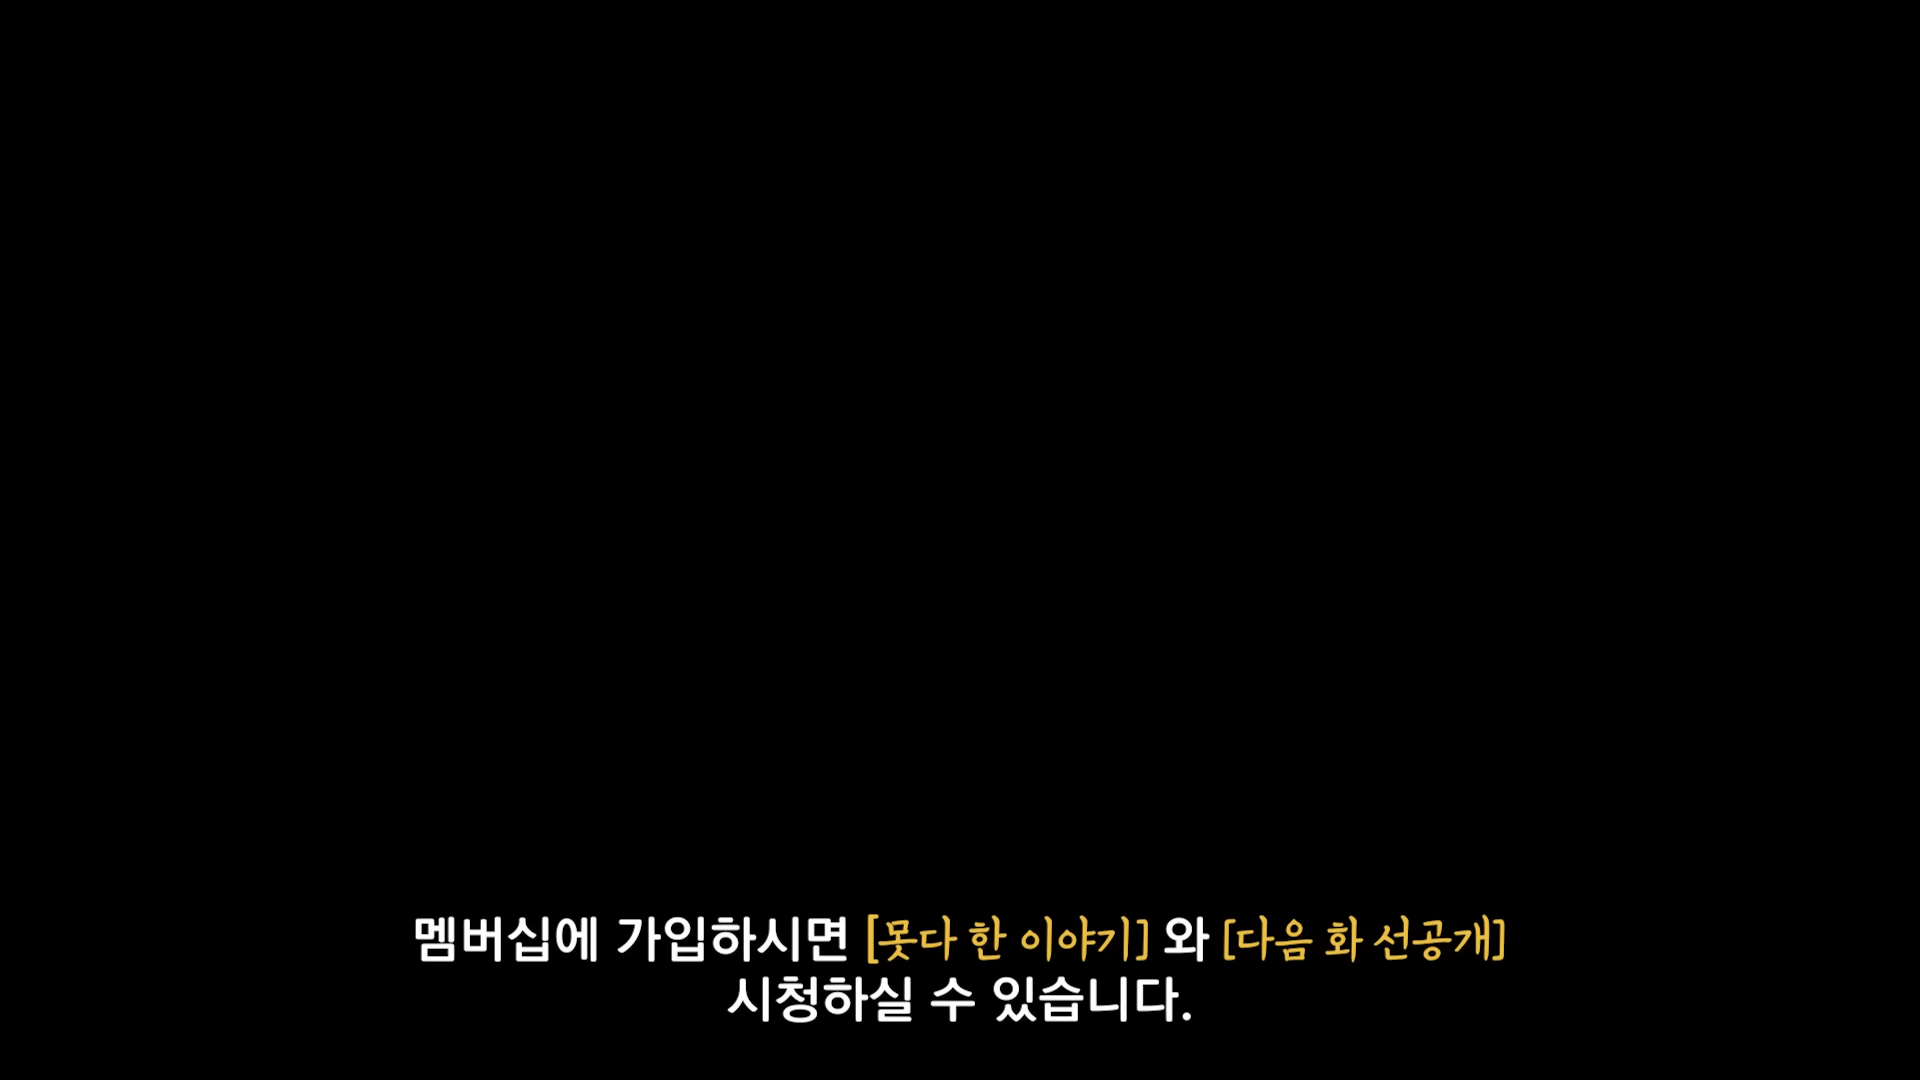 멤버십에 가입하시면 [못다 한 이야기] 와 [다음 화 선공개]
시청하실 수 있습니다.